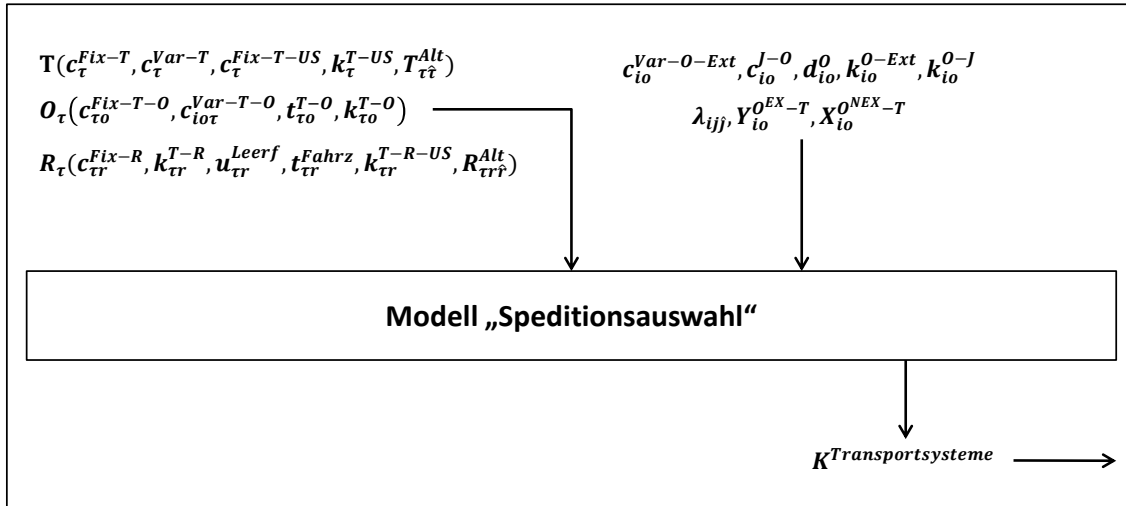 T(c_τ^{Fix−T}, c_τ^{Var−T}, c_τ^{Fix−T−US}, k_τ^{T−US}, T_{ττ̂}^{Alt})
O_τ(c_{τo}^{Fix−T−O}, c_{ioτ}^{Var−T−O}, t_{τo}^{T−O}, k_{τo}^{T−O})
R_τ(c_{τr}^{Fix−R}, k_{τr}^{T−R}, u_{τr}^{Leerf}, t_{τr}^{Fahrz}, k_{τr}^{T−R−US}, R_{τrr̂}^{Alt})
c_{io}^{Var−O−Ext}, c_{io}^{J−O}, d_{io}^{O}, k_{io}^{O−Ext}, k_{io}^{O−J}
λ_{ijĵ}, Y_{io}^{O^{EX}−T}, X_{io}^{O^{NEX}−T}
Modell „Speditionsauswahl“
K^{Transportsysteme}